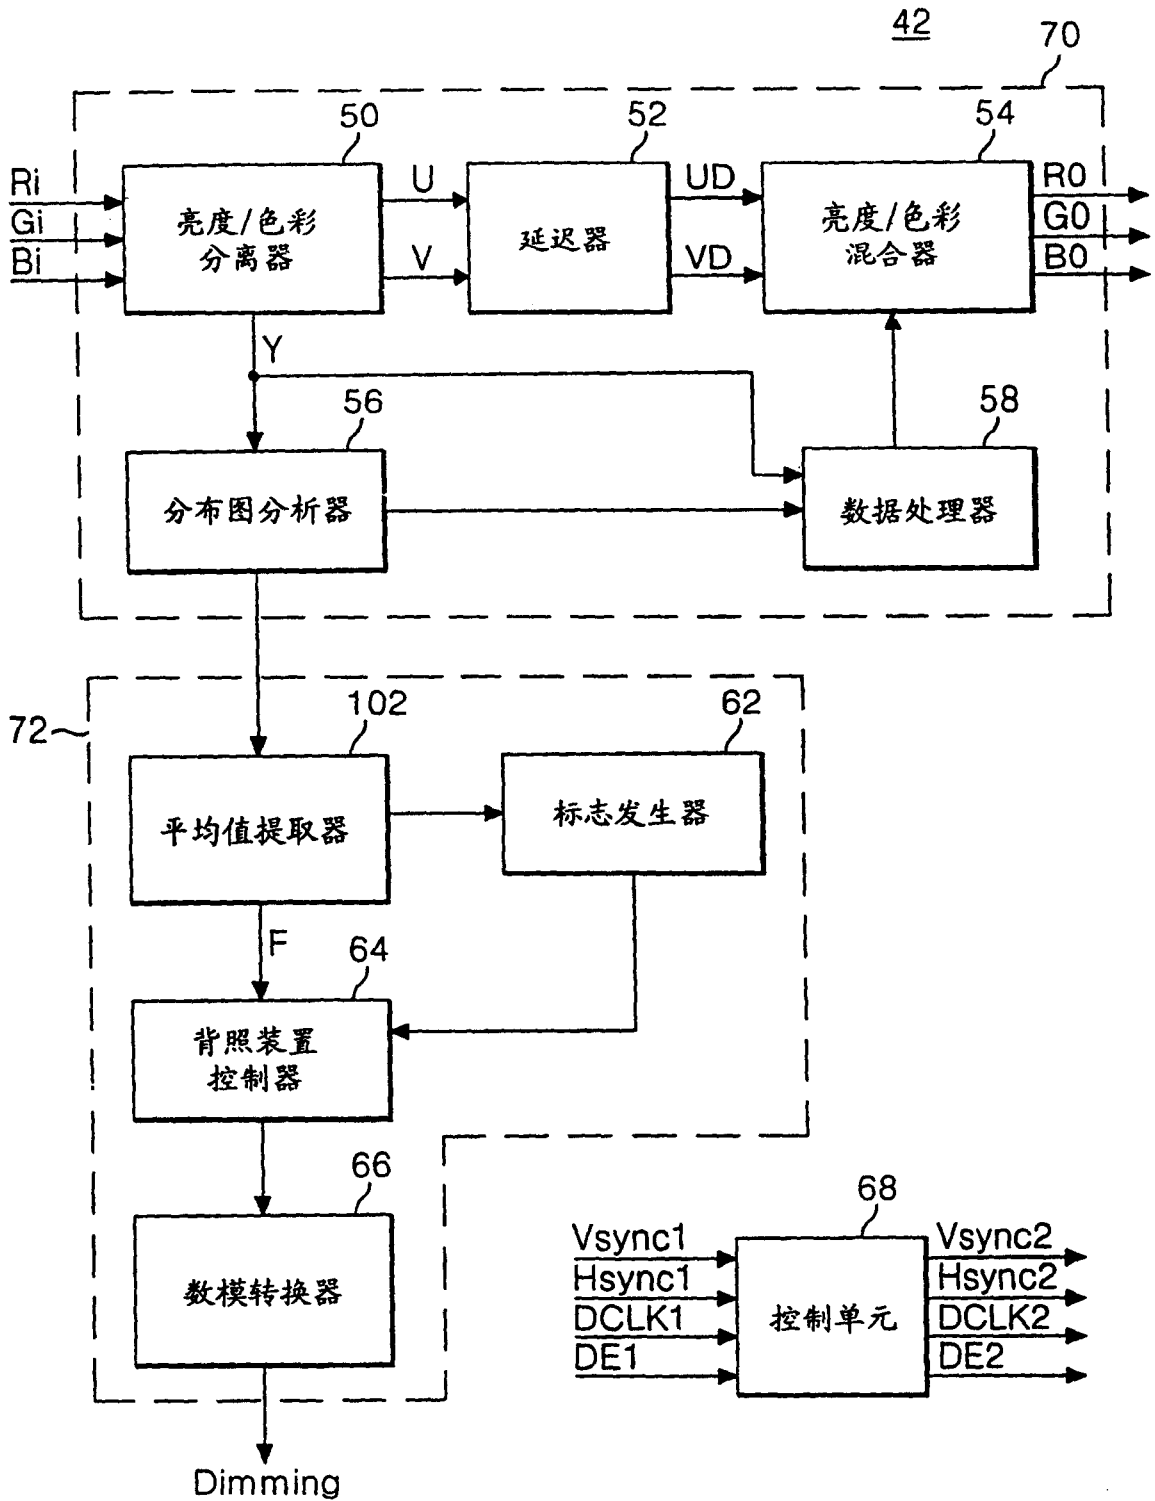 42
70
50
52
54
Ri
Gi
Bi
亮度/色彩
分离器
U
V
延迟器
UD
VD
亮度/色彩
混合器
R0
G0
B0
Y
56
58
分布图分析器
数据处理器
72
102
62
平均值提取器
标志发生器
F
64
背照装置
控制器
66
数模转换器
Dimming
68
Vsync1
Hsync1
DCLK1
DE1
控制单元
Vsync2
Hsync2
DCLK2
DE2